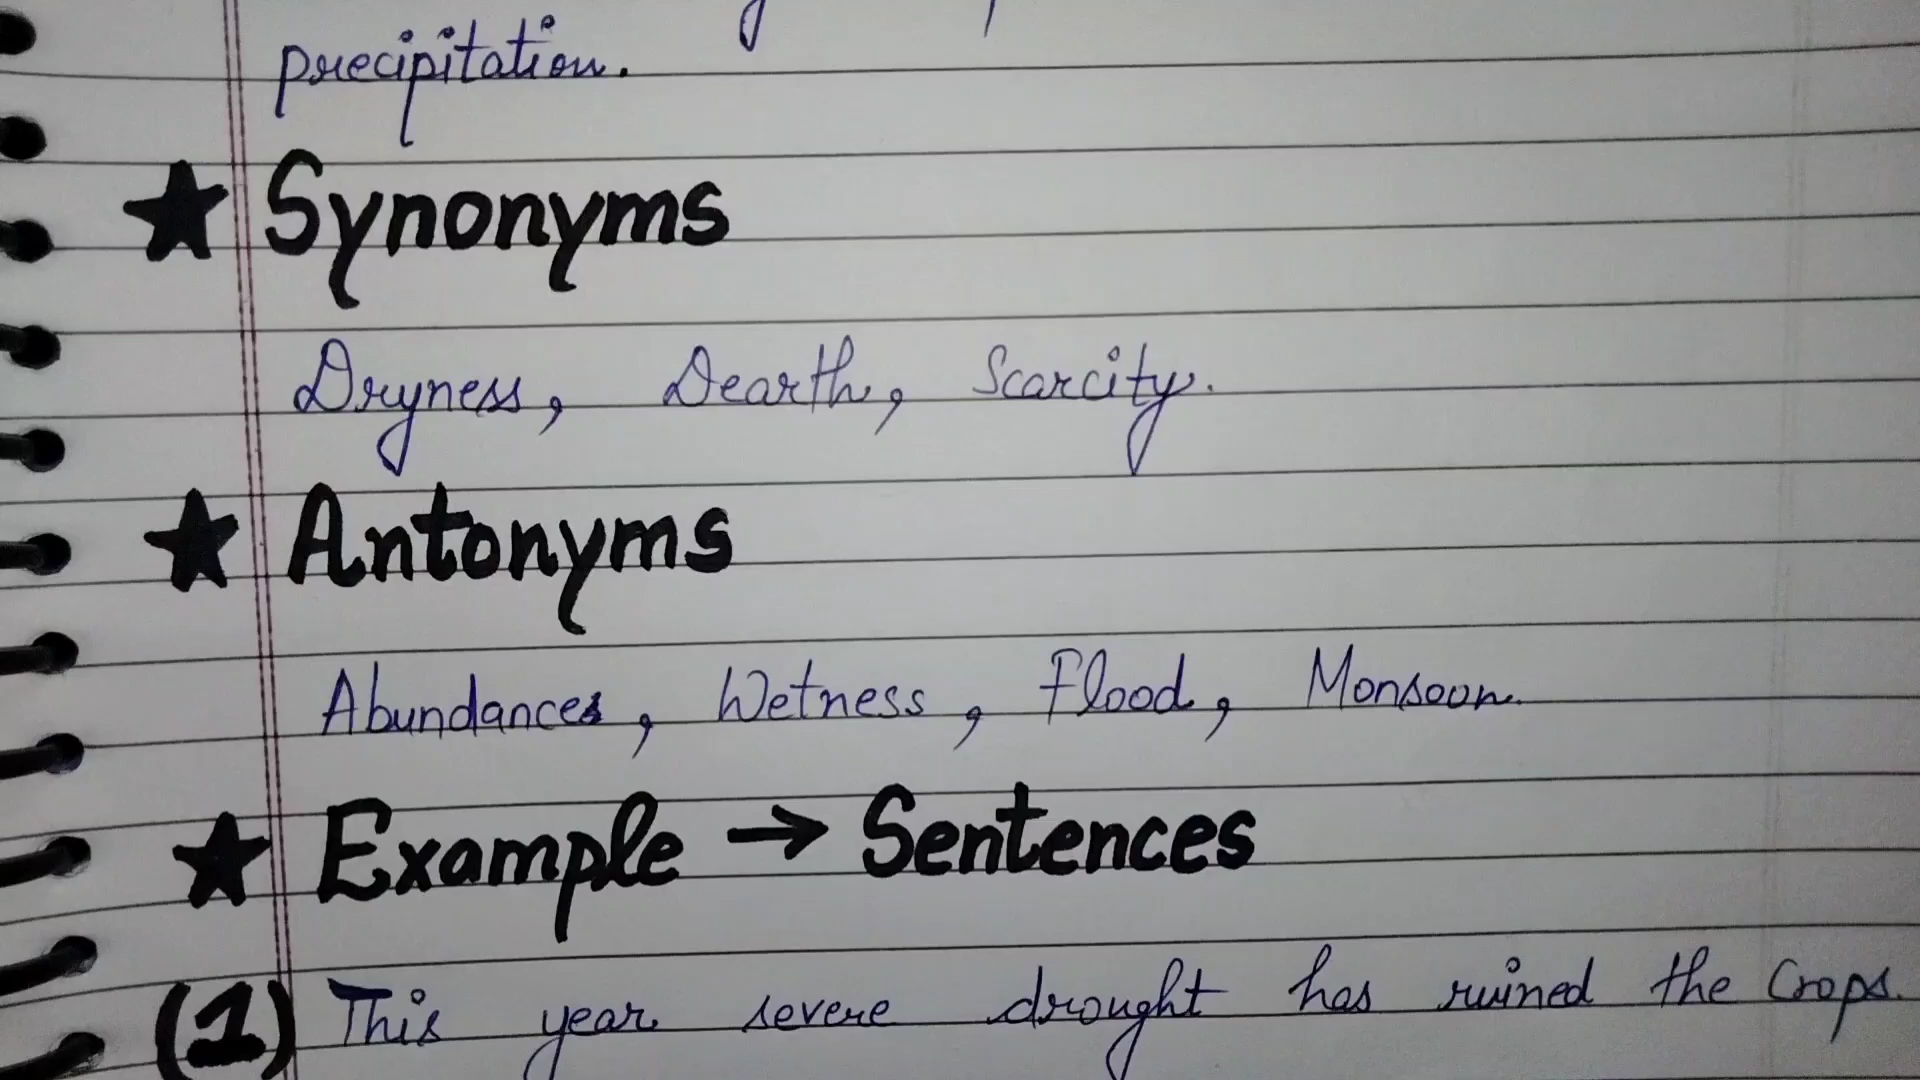 precipitation.
★ Synonyms
Dryness, Dearth, Scarcity.
★ Antonyms
Abundances, Wetness, Flood, Monsoon.
★ Example → Sentences
(1) This year severe drought has ruined the Crops.